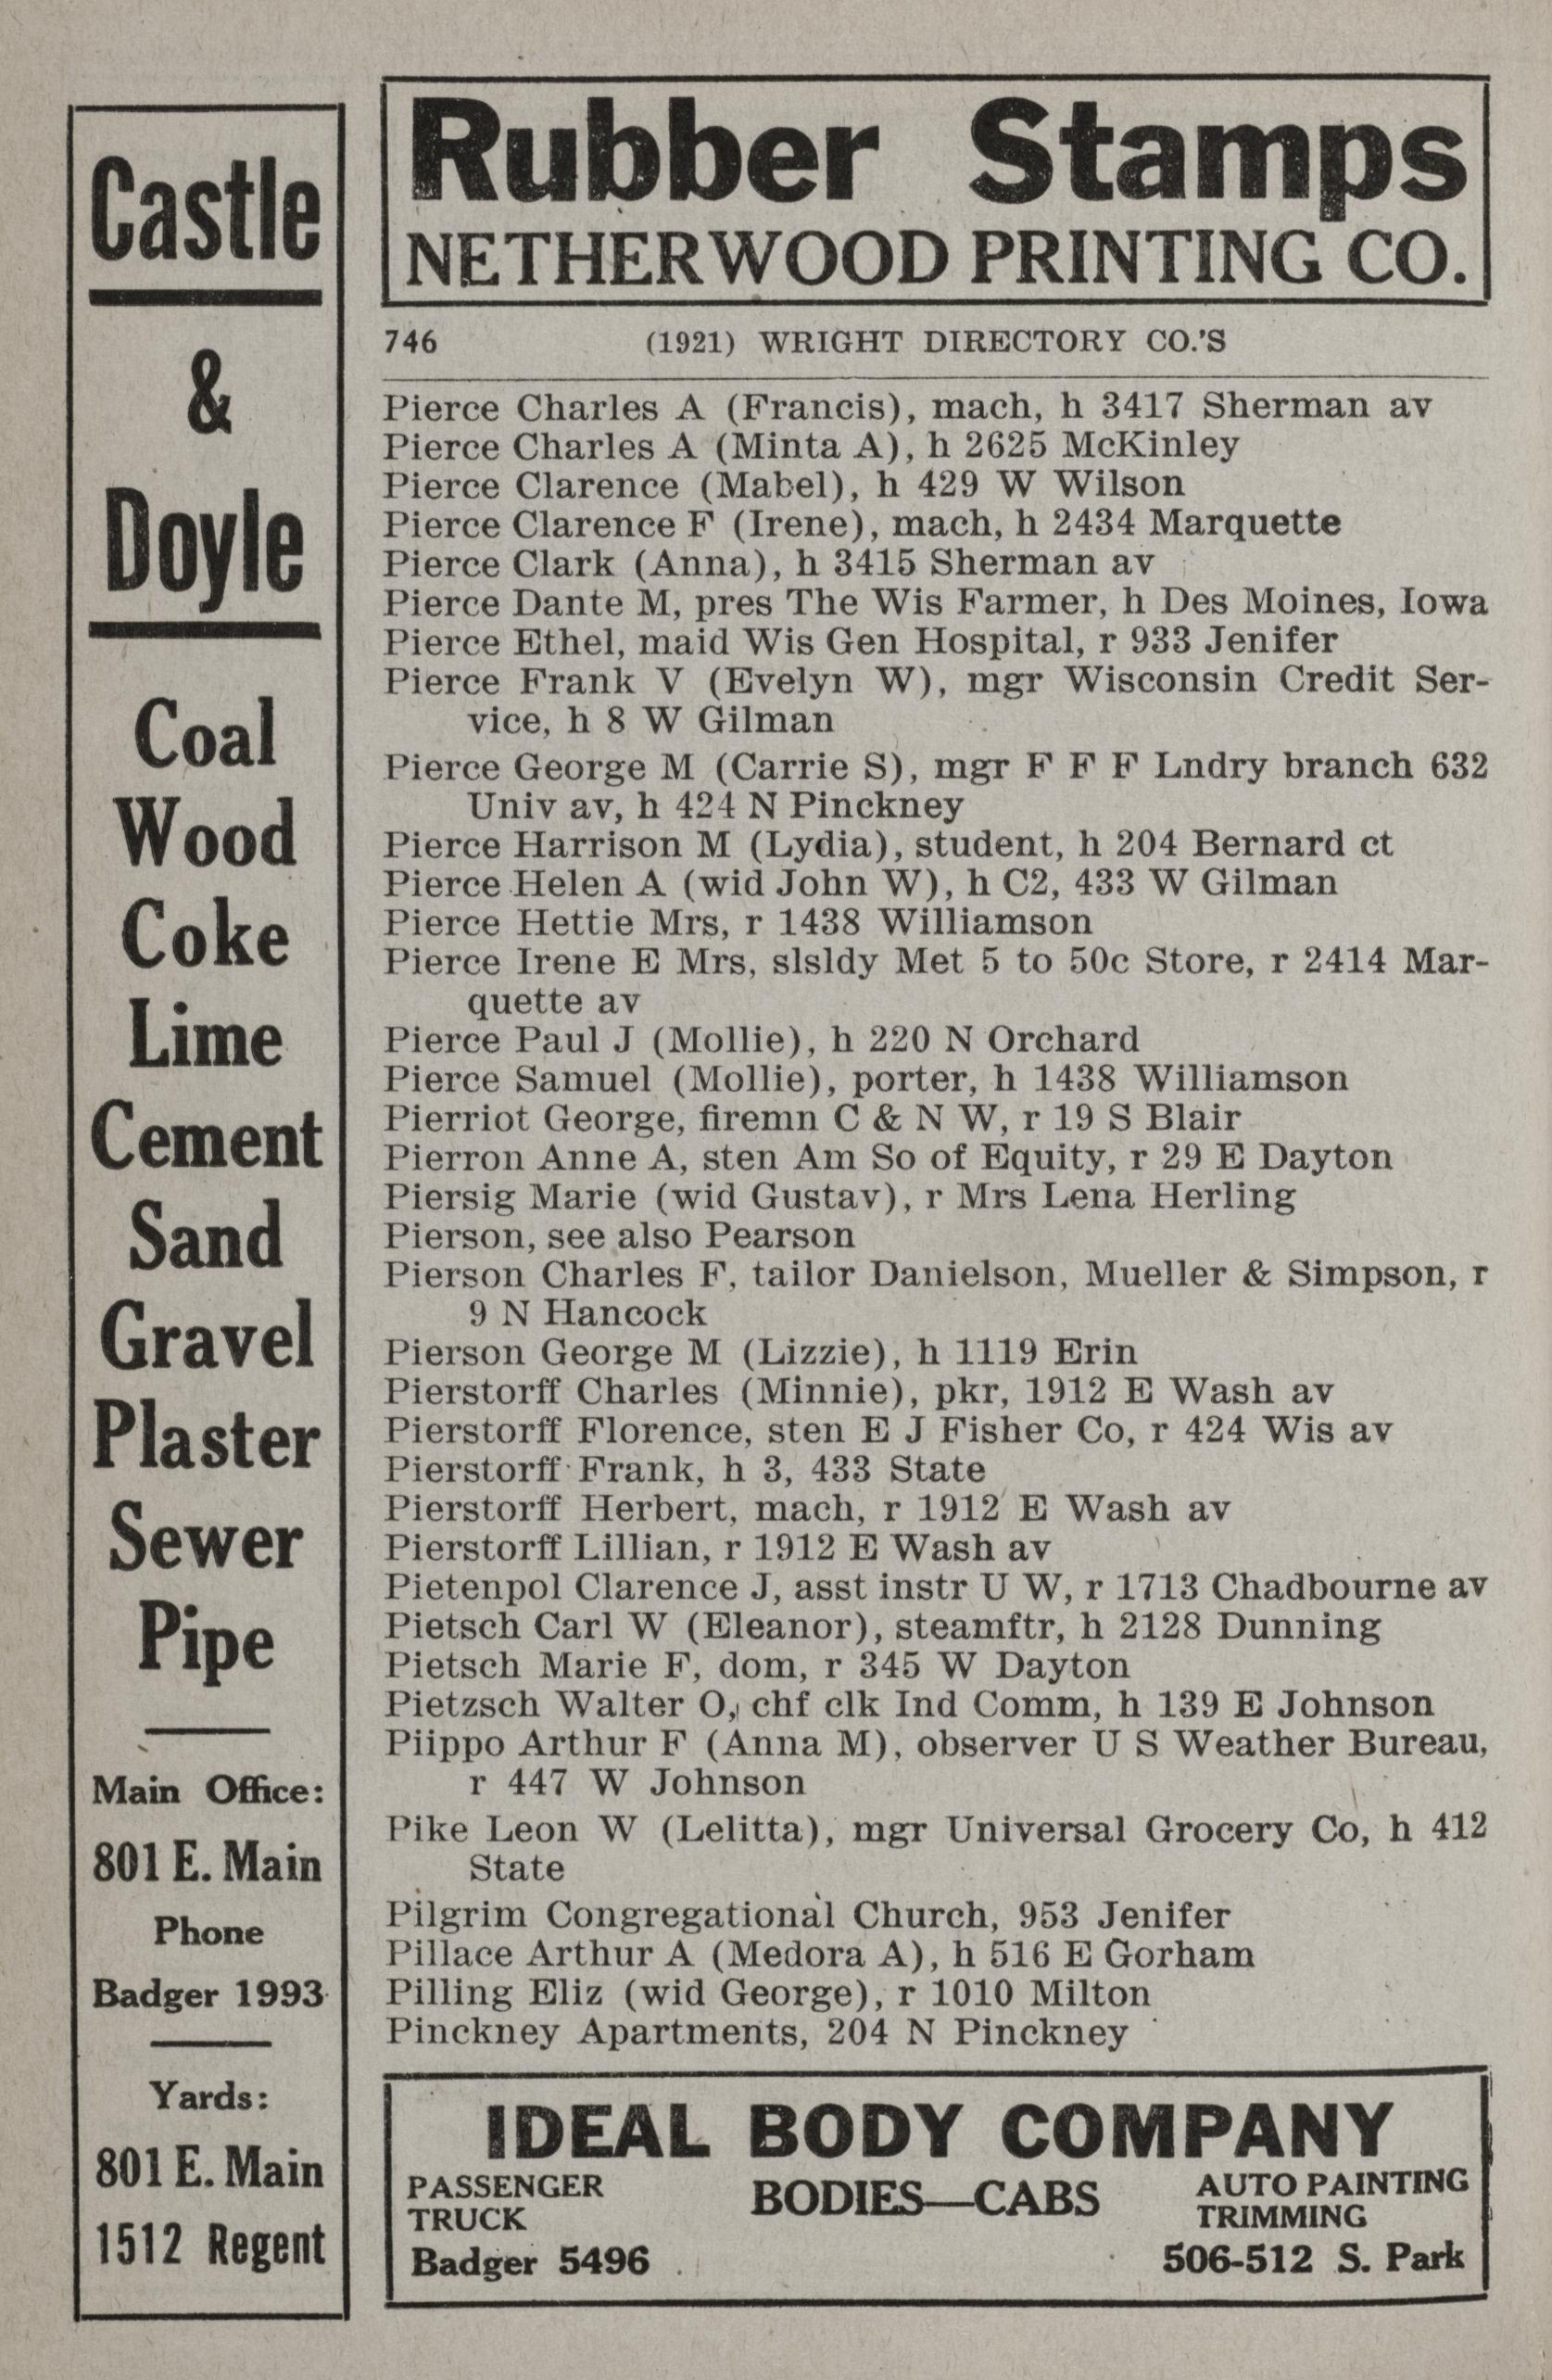 Castle
&
Doyle
Coal
Wood
Coke
Lime
Cement
Sand
Gravel
Plaster
Sewer
Pipe
Main Office:
801 E. Main
Phone
Badger 1993
Yards:
801 E. Main
1512 Regent
Rubber Stamps
NETHERWOOD PRINTING CO.
746 (1921) WRIGHT DIRECTORY CO.'S
Pierce Charles A (Francis), mach, h 3417 Sherman av
Pierce Charles A (Minta A), h 2625 McKinley
Pierce Clarence (Mabel), h 429 W Wilson
Pierce Clarence F (Irene), mach, h 2434 Marquette
Pierce Clark (Anna), h 3415 Sherman av
Pierce Dante M, pres The Wis Farmer, h Des Moines, Iowa
Pierce Ethel, maid Wis Gen Hospital, r 933 Jenifer
Pierce Frank V (Evelyn W), mgr Wisconsin Credit Ser-
vice, h 8 W Gilman
Pierce George M (Carrie S), mgr F F F Lndry branch 632
Univ av, h 424 N Pinckney
Pierce Harrison M (Lydia), student, h 204 Bernard ct
Pierce Helen A (wid John W), h C2, 433 W Gilman
Pierce Hettie Mrs, r 1438 Williamson
Pierce Irene E Mrs, slsldy Met 5 to 50c Store, r 2414 Mar-
quette av
Pierce Paul J (Mollie), h 220 N Orchard
Pierce Samuel (Mollie), porter, h 1438 Williamson
Pierriot George, firemn C & N W, r 19 S Blair
Pierron Anne A, sten Am So of Equity, r 29 E Dayton
Piersig Marie (wid Gustav), r Mrs Lena Herling
Pierson, see also Pearson
Pierson Charles F, tailor Danielson, Mueller & Simpson, r
9 N Hancock
Pierson George M (Lizzie), h 1119 Erin
Pierstorff Charles (Minnie), pkr, 1912 E Wash av
Pierstorff Florence, sten E J Fisher Co, r 424 Wis av
Pierstorff Frank, h 3, 433 State
Pierstorff Herbert, mach, r 1912 E Wash av
Pierstorff Lillian, r 1912 E Wash av
Pietenpol Clarence J, asst instr U W, r 1713 Chadbourne av
Pietsch Carl W (Eleanor), steamftr, h 2128 Dunning
Pietsch Marie F, dom, r 345 W Dayton
Pietzsch Walter O, chf clk Ind Comm, h 139 E Johnson
Piippo Arthur F (Anna M), observer U S Weather Bureau,
r 447 W Johnson
Pike Leon W (Lelitta), mgr Universal Grocery Co, h 412
State
Pilgrim Congregational Church, 953 Jenifer
Pillace Arthur A (Medora A), h 516 E Gorham
Pilling Eliz (wid George), r 1010 Milton
Pinckney Apartments, 204 N Pinckney
IDEAL BODY COMPANY
PASSENGER BODIES—CABS AUTO PAINTING
TRUCK TRIMMING
Badger 5496 506-512 S. Park